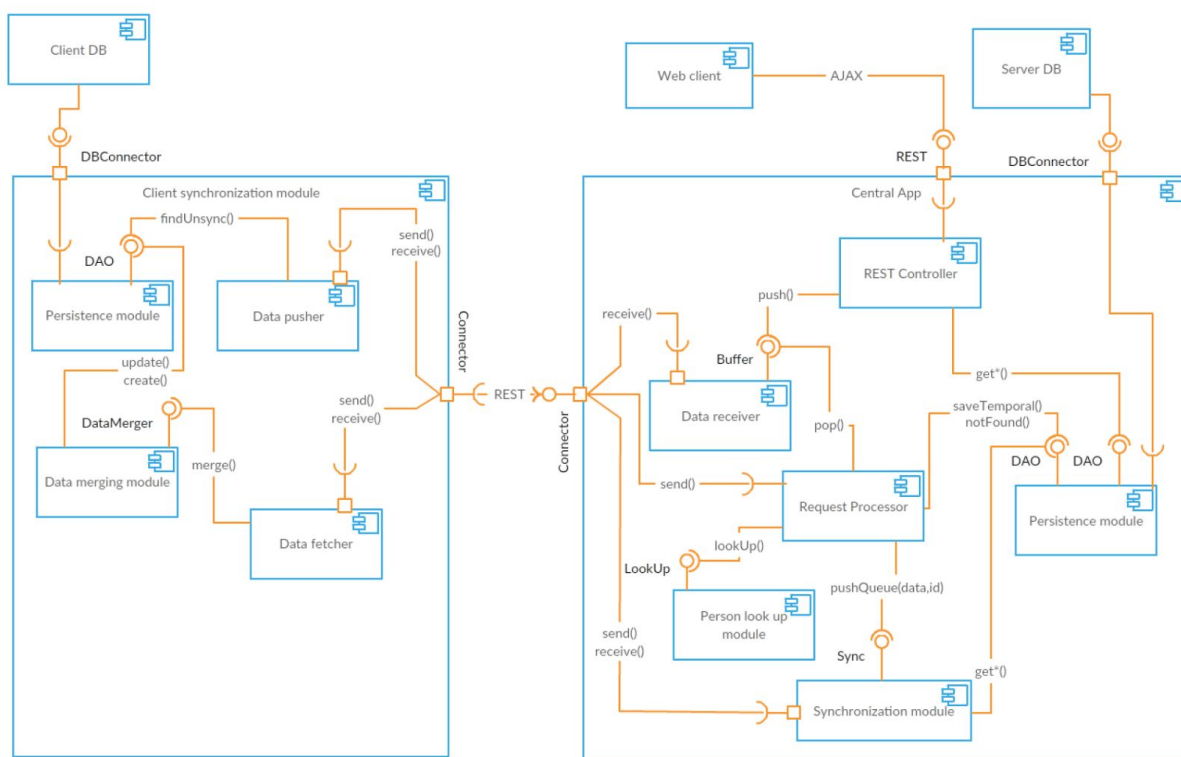 Client DB
Web client
AJAX
Server DB
DBConnector
REST
DBConnector
Client synchronization module
Central App
findUnsync()
send()
receive()
DAO
REST Controller
Persistence module
Data pusher
push()
receive()
Connector
Buffer
update()
create()
get*()
send()
receive()
REST
Data receiver
saveTemporal()
notFound()
DataMerger
pop()
Connector
merge()
DAO
DAO
Data merging module
send()
Request Processor
Persistence module
Data fetcher
lookUp()
LookUp
pushQueue(data,id)
Person look up
module
send()
receive()
Sync
get*()
Synchronization module